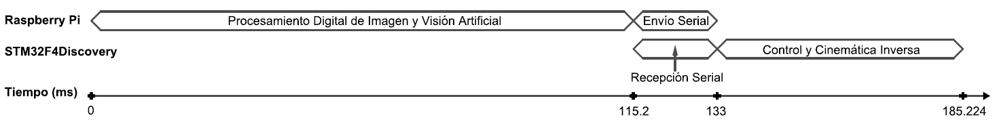 Raspberry Pi
Procesamiento Digital de Imagen y Visión Artificial
Envío Serial
STM32F4Discovery
Control y Cinemática Inversa
Recepción Serial
Tiempo (ms)
0
115.2
133
185.224